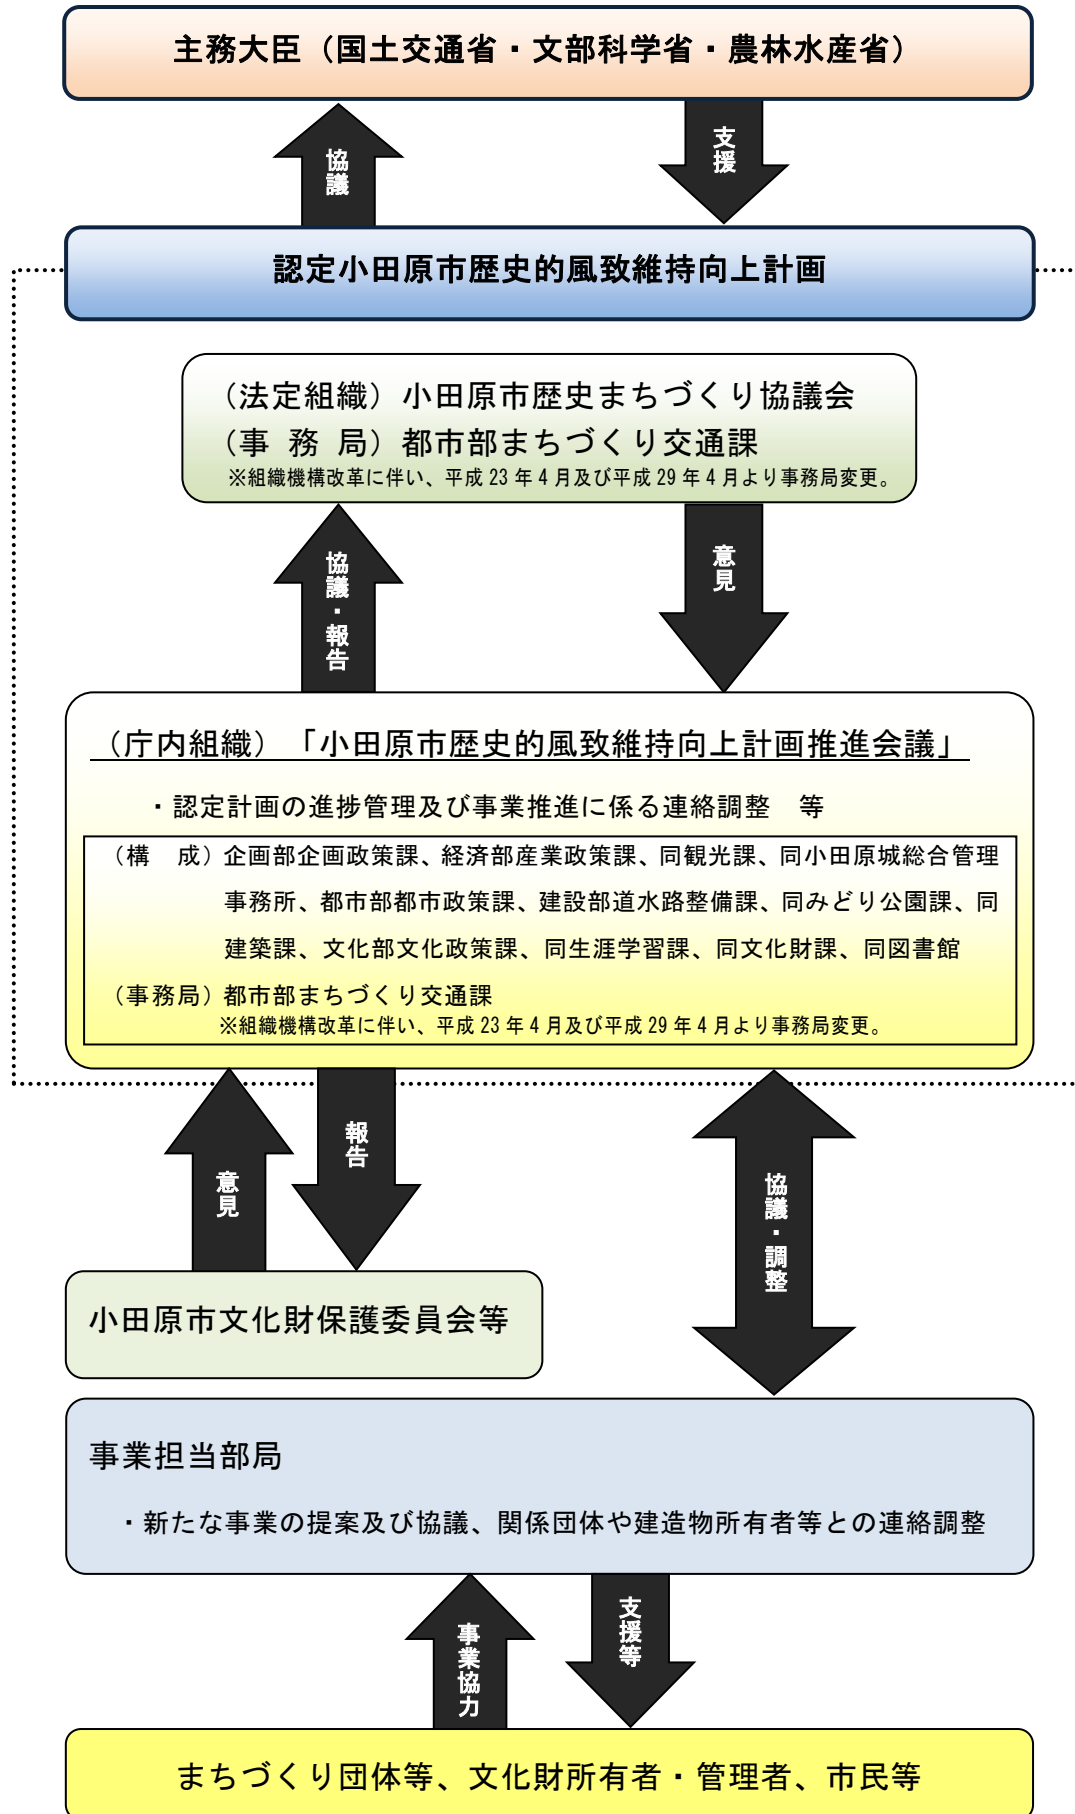 主務大臣（国土交通省・文部科学省・農林水産省）
協議
支援
認定小田原市歴史的風致維持向上計画
（法定組織）小田原市歴史まちづくり協議会
（事 務 局）都市部まちづくり交通課
※組織機構改革に伴い、平成 23 年 4 月及び平成 29 年 4 月より事務局変更。
協議・報告
意見
（庁内組織）「小田原市歴史的風致維持向上計画推進会議」
・認定計画の進捗管理及び事業推進に係る連絡調整　等
（構　成）企画部企画政策課、経済部産業政策課、同観光課、同小田原城総合管理
事務所、都市部都市政策課、建設部道水路整備課、同みどり公園課、同
建築課、文化部文化政策課、同生涯学習課、同文化財課、同図書館
（事務局）都市部まちづくり交通課
※組織機構改革に伴い、平成 23 年 4 月及び平成 29 年 4 月より事務局変更。
意見
報告
協議・調整
小田原市文化財保護委員会等
事業担当部局
・新たな事業の提案及び協議、関係団体や建造物所有者等との連絡調整
事業協力
支援等
まちづくり団体等、文化財所有者・管理者、市民等